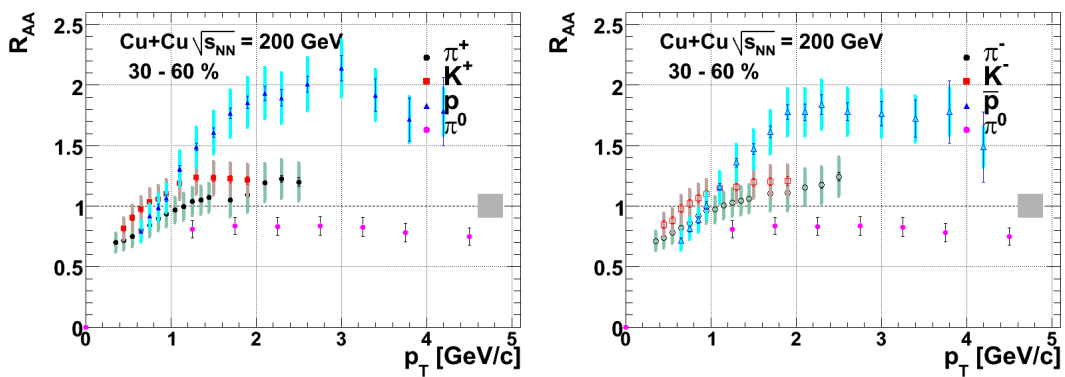 R_AA
2.5
2
1.5
1
0.5
0
0 1 2 3 4 5
p_T [GeV/c]
Cu+Cu √s_NN = 200 GeV
30 - 60 %
π+
K+
p
π0
R_AA
2.5
2
1.5
1
0.5
0
0 1 2 3 4 5
p_T [GeV/c]
Cu+Cu √s_NN = 200 GeV
30 - 60 %
π-
K-
p̅
π0